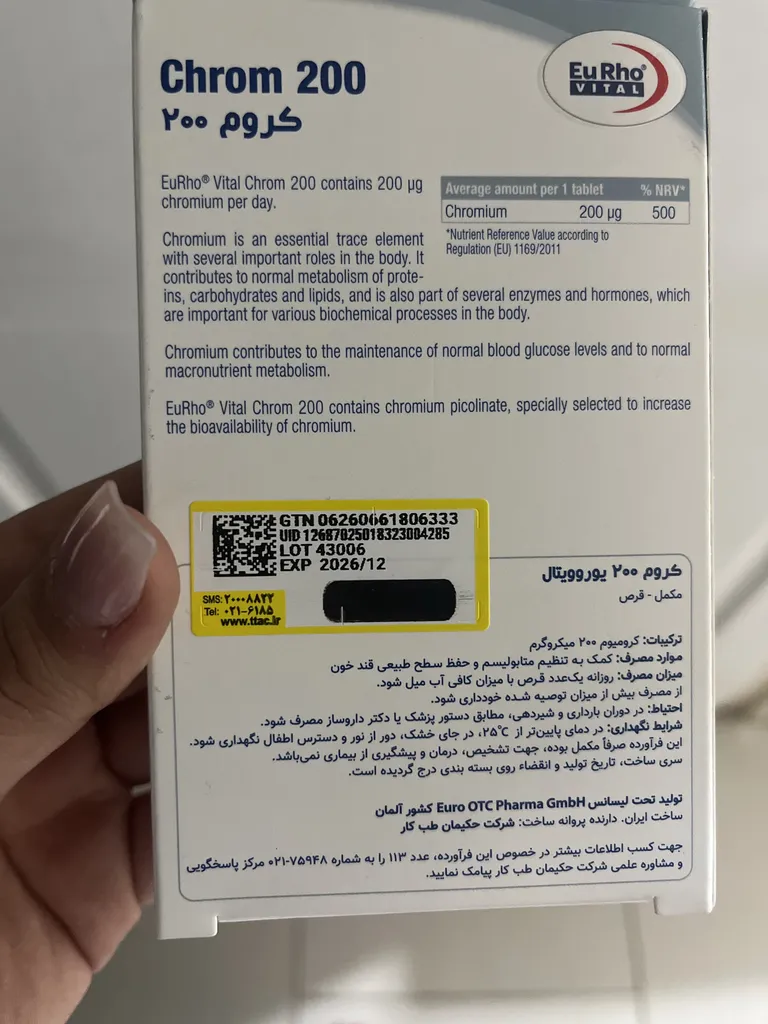 Chrom 200
کروم ۲۰۰
EuRho®
VITAL
EuRho® Vital Chrom 200 contains 200 µg
chromium per day.
Average amount per 1 tablet % NRV*
Chromium 200 µg 500
*Nutrient Reference Value according to
Regulation (EU) 1169/2011
Chromium is an essential trace element
with several important roles in the body. It
contributes to normal metabolism of prote-
ins, carbohydrates and lipids, and is also part of several enzymes and hormones, which
are important for various biochemical processes in the body.
Chromium contributes to the maintenance of normal blood glucose levels and to normal
macronutrient metabolism.
EuRho® Vital Chrom 200 contains chromium picolinate, specially selected to increase
the bioavailability of chromium.
GTN 06260661806333
UID 12687025018323004285
LOT 43006
EXP 2026/12
SMS: ۲۰۰۰۸۸۲۲
Tel: ۰۲۱-۶۱۸۵
www.ttac.ir
کروم ۲۰۰ یوروویتال
مکمل - قرص
ترکیبات: کرومیوم ۲۰۰ میکروگرم
موارد مصرف: کمک به تنظیم متابولیسم و حفظ سطح طبیعی قند خون
میزان مصرف: روزانه یک‌عدد قرص با میزان کافی آب میل شود.
از مصرف بیش از میزان توصیه شده خودداری شود.
احتیاط: در دوران بارداری و شیردهی، مطابق دستور پزشک یا دکتر داروساز مصرف شود.
شرایط نگهداری: در دمای پایین‌تر از ۲۵°C، در جای خشک، دور از نور و دسترس اطفال نگهداری شود.
این فرآورده صرفاً مکمل بوده، جهت تشخیص، درمان و پیشگیری از بیماری نمی‌باشد.
سری ساخت، تاریخ تولید و انقضاء روی بسته بندی درج گردیده است.
تولید تحت لیسانس Euro OTC Pharma GmbH کشور آلمان
ساخت ایران. دارنده پروانه ساخت: شرکت حکیمان طب کار
جهت کسب اطلاعات بیشتر در خصوص این فرآورده، عدد ۱۱۳ را به شماره ۷۵۹۴۸-۰۲۱ مرکز پاسخگویی
و مشاوره علمی شرکت حکیمان طب کار پیامک نمایید.